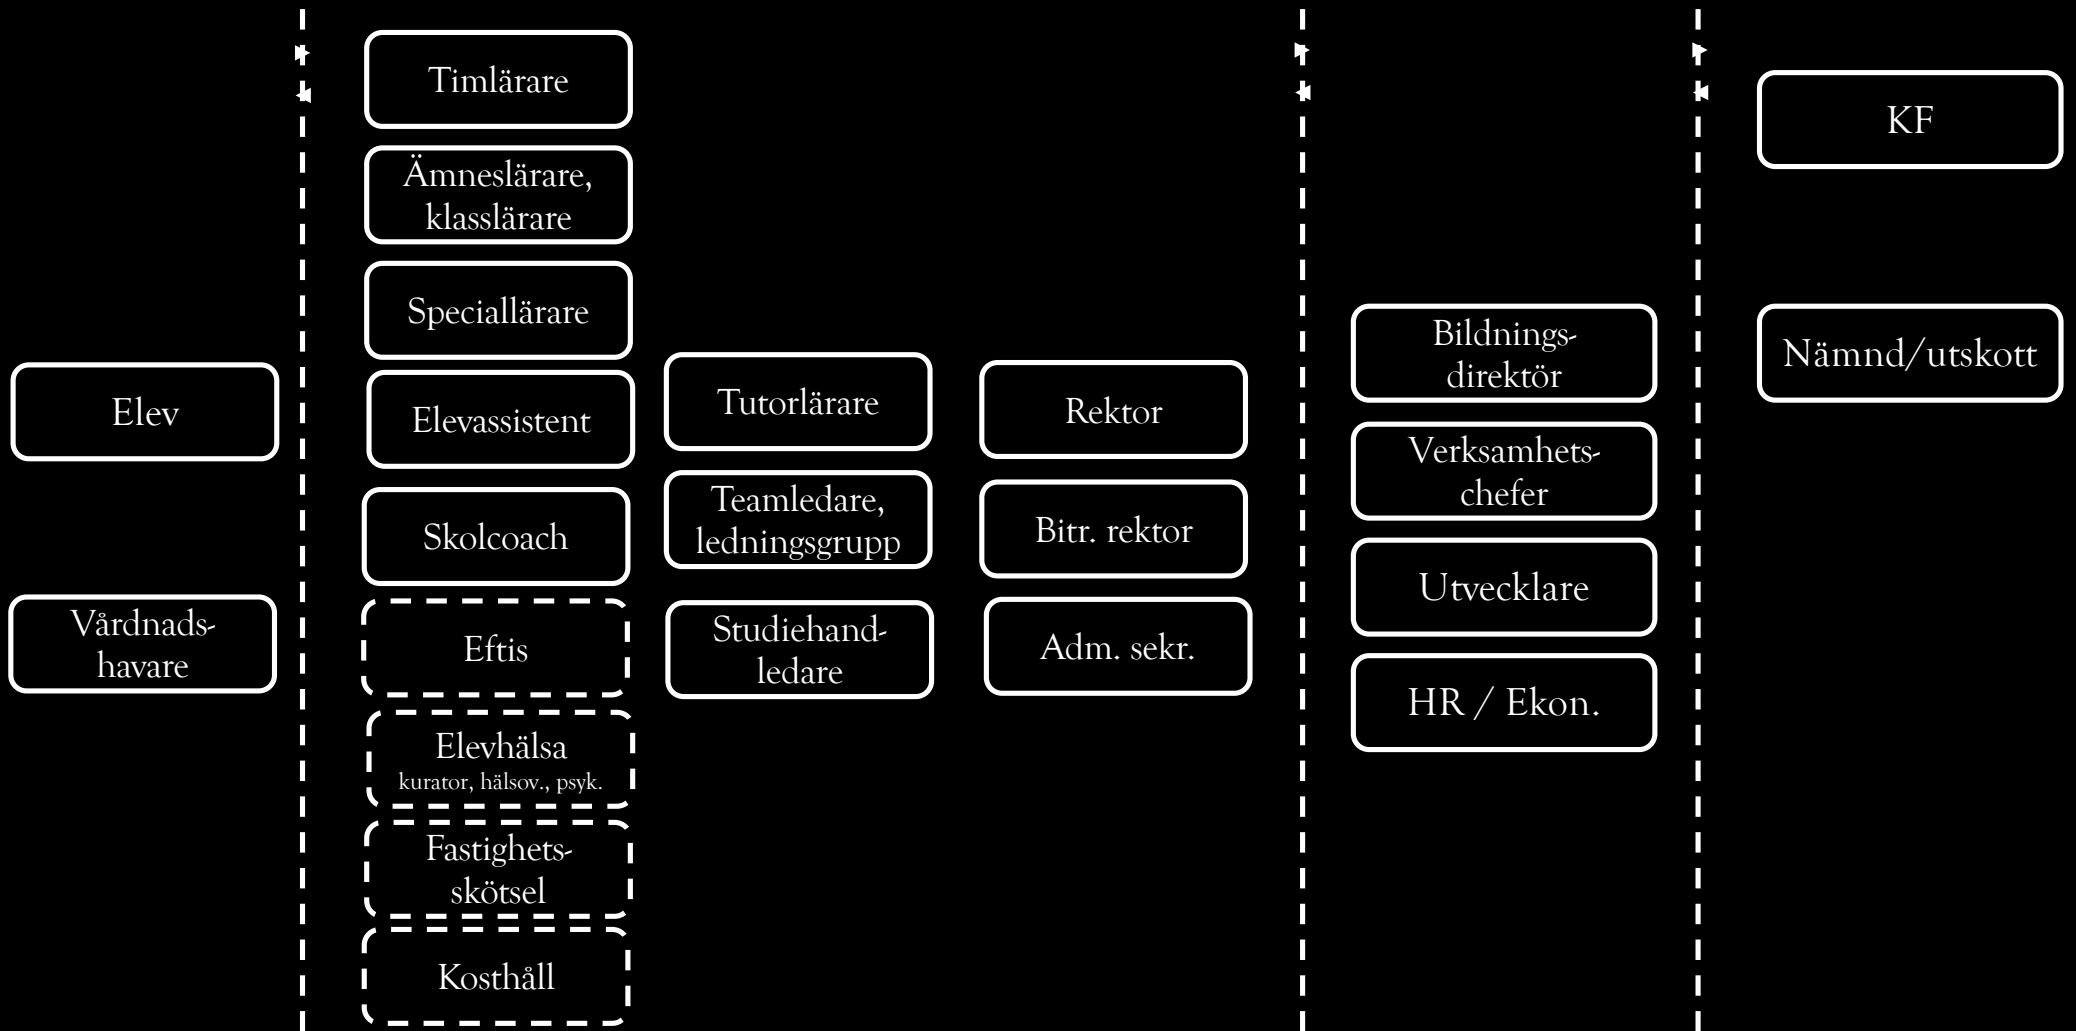 Timlärare
Ämneslärare,
klasslärare
Speciallärare
Elev
Elevassistent
Skolcoach
Vårdnads-
havare
Eftis
Elevhälsa
kurator, hälsov., psyk.
Fastighets-
skötsel
Kosthåll
Tutorlärare
Teamledare,
ledningsgrupp
Studiehand-
ledare
Rektor
Bitr. rektor
Adm. sekr.
Bildnings-
direktör
Verksamhets-
chefer
Utvecklare
HR / Ekon.
KF
Nämnd/utskott